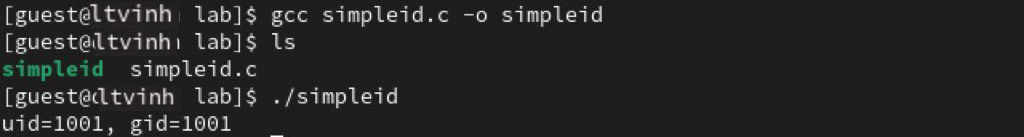 [guest@ltvinh lab]$ gcc simpleid.c -o simpleid
[guest@ltvinh lab]$ ls
simpleid simpleid.c
[guest@ltvinh lab]$ ./simpleid
uid=1001, gid=1001